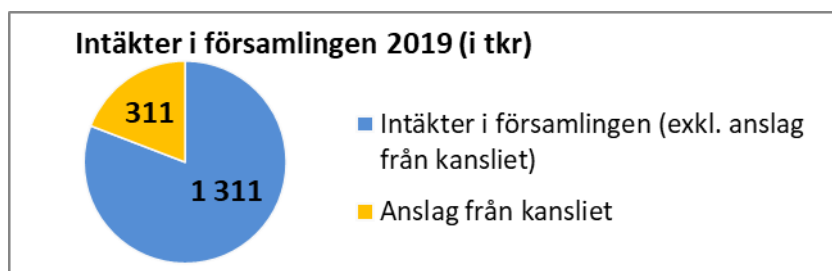 Intäkter i församlingen 2019 (i tkr)
311
1 311
Intäkter i församlingen (exkl. anslag
från kansliet)
Anslag från kansliet